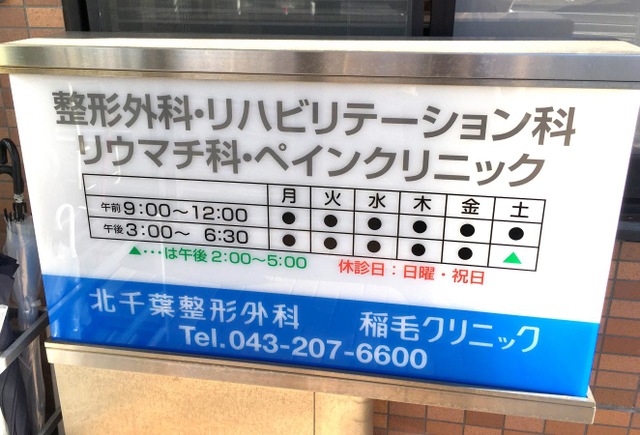 整形外科・リハビリテーション科
リウマチ科・ペインクリニック
月 火 水 木 金 土
午前 9:00〜12:00 ● ● ● ● ● ●
午後 3:00〜 6:30 ● ● ● ● ● ▲
▲・・・は午後 2:00〜5:00 休診日：日曜・祝日
北千葉整形外科 稲毛クリニック
Tel.043-207-6600